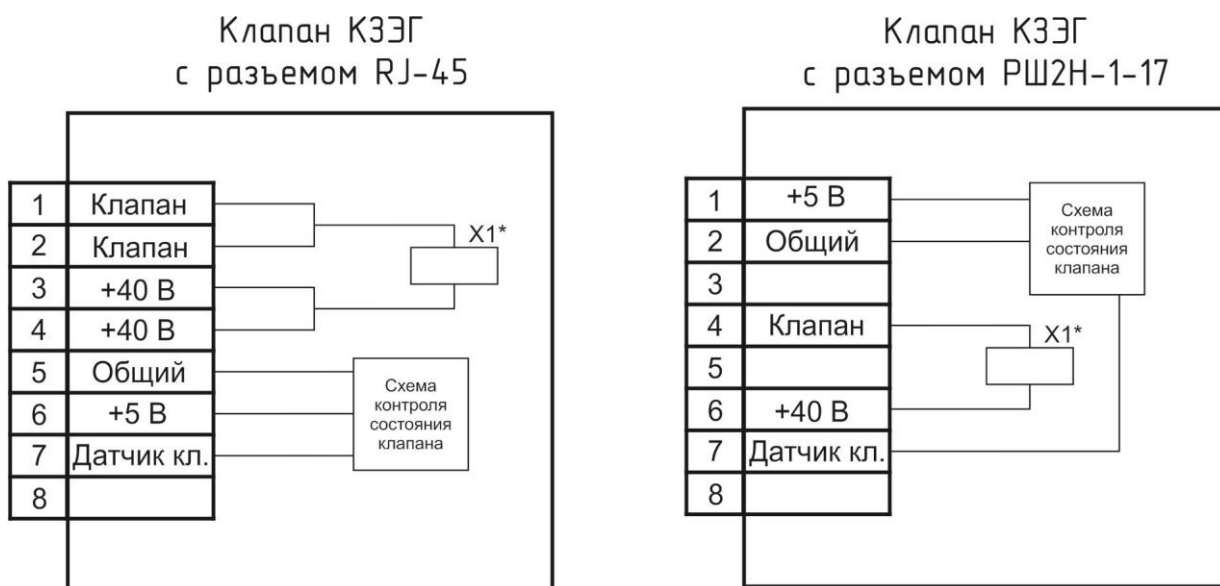 Клапан КЗЭГ
с разъемом RJ-45
1 Клапан
2 Клапан
3 +40 В
4 +40 В
5 Общий
6 +5 В
7 Датчик кл.
8
X1*
Схема
контроля
состояния
клапана
Клапан КЗЭГ
с разъемом РШ2Н-1-17
1 +5 В
2 Общий
3
4 Клапан
5
6 +40 В
7 Датчик кл.
8
Схема
контроля
состояния
клапана
X1*